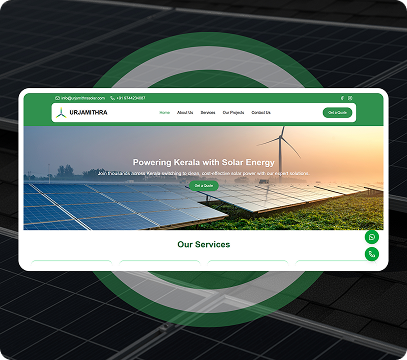 info@urjamithrasolar.com +91 9744234087
URJAMITHRA
Home About Us Services Our Projects Contact Us
Get a Quote
Powering Kerala with Solar Energy
Join thousands across Kerala switching to clean, cost-effective solar power with our expert solutions.
Get a Quote
Our Services